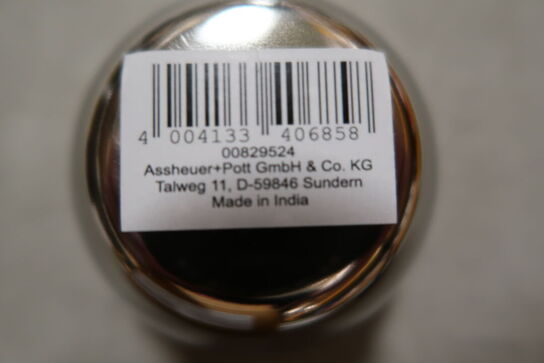 4 004133 406858
00829524
Assheuer+Pott GmbH & Co. KG
Talweg 11, D-59846 Sundern
Made in India